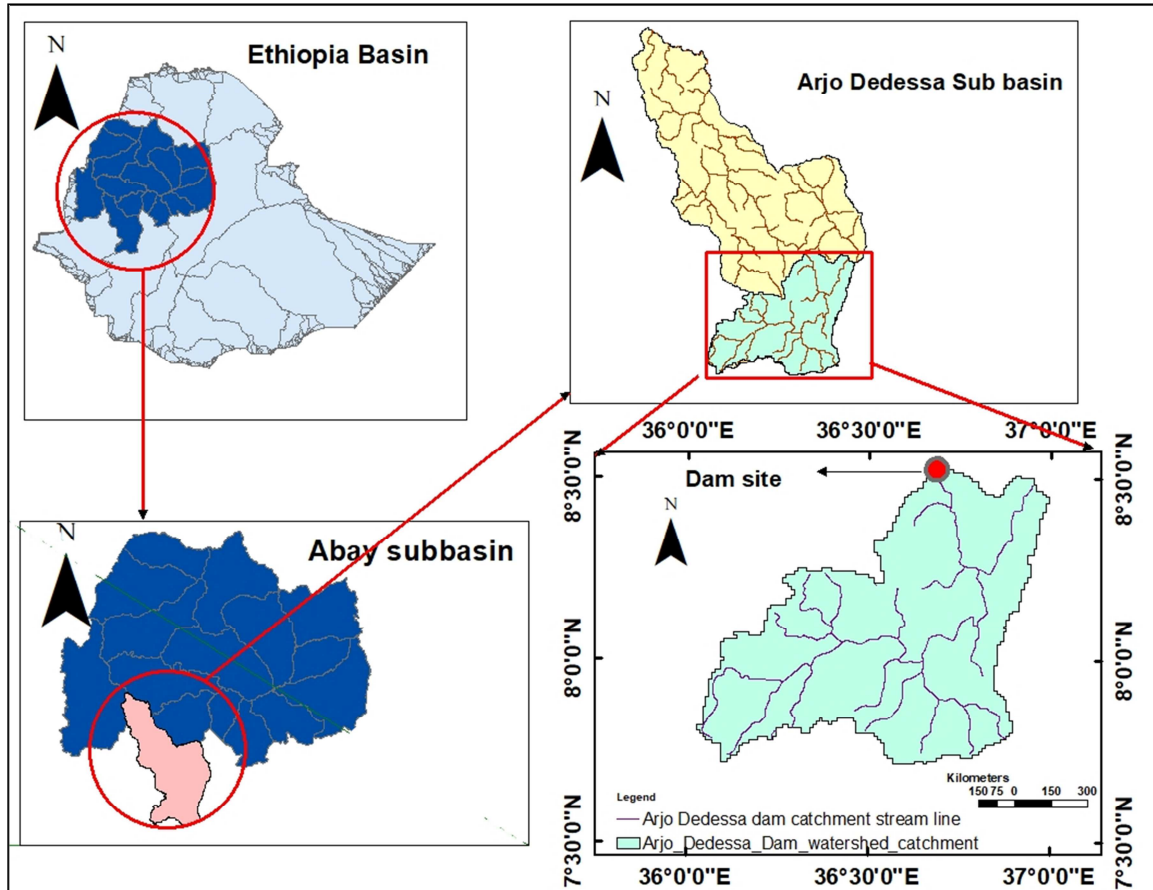 N
Ethiopia Basin
N
Arjo Dedessa Sub basin
N
Abay subbasin
36°0'0"E 36°30'0"E 37°0'0"E
8°30'0"N
8°0'0"N
7°30'0"N
Dam site
N
8°30'0"N
8°0'0"N
7°30'0"N
Kilometers
150 75 0 150 300
Legend
Arjo Dedessa dam catchment stream line
Arjo_Dedessa_Dam_watershed_catchment
36°0'0"E 36°30'0"E 37°0'0"E